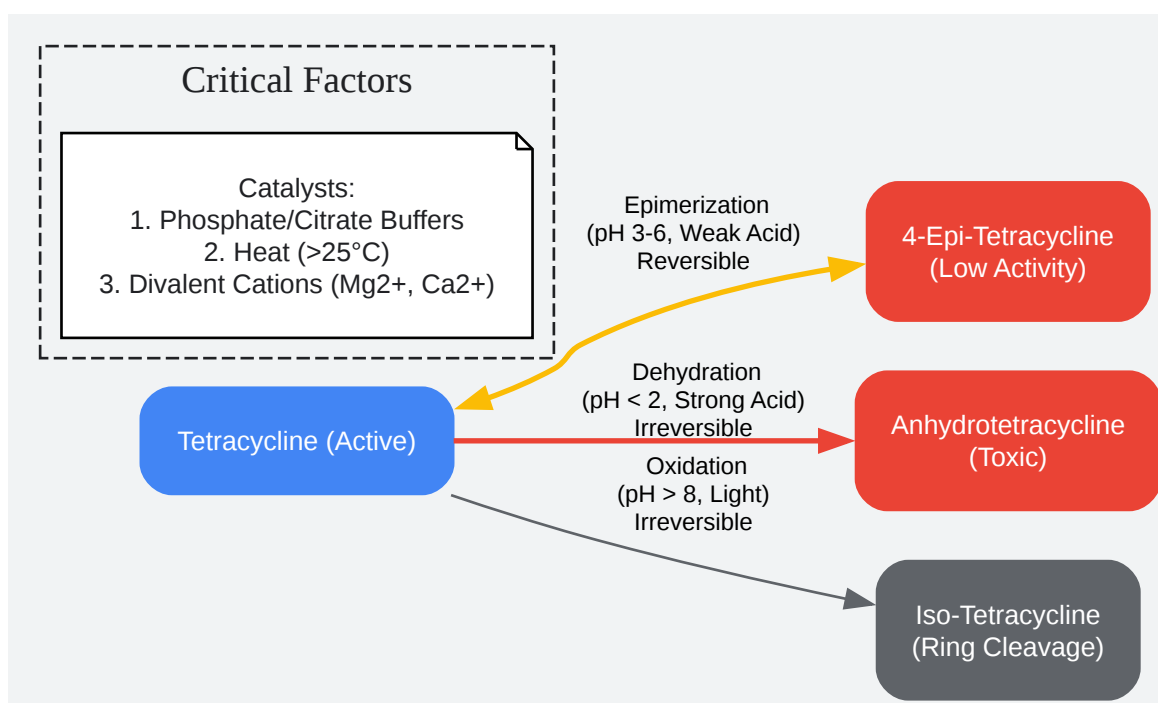 Critical Factors
Catalysts:
1. Phosphate/Citrate Buffers
2. Heat (>25°C)
3. Divalent Cations (Mg2+, Ca2+)
Epimerization
(pH 3-6, Weak Acid)
Reversible
4-Epi-Tetracycline
(Low Activity)
Tetracycline (Active)
Dehydration
(pH < 2, Strong Acid)
Irreversible
Anhydrotetracycline
(Toxic)
Oxidation
(pH > 8, Light)
Irreversible
Iso-Tetracycline
(Ring Cleavage)